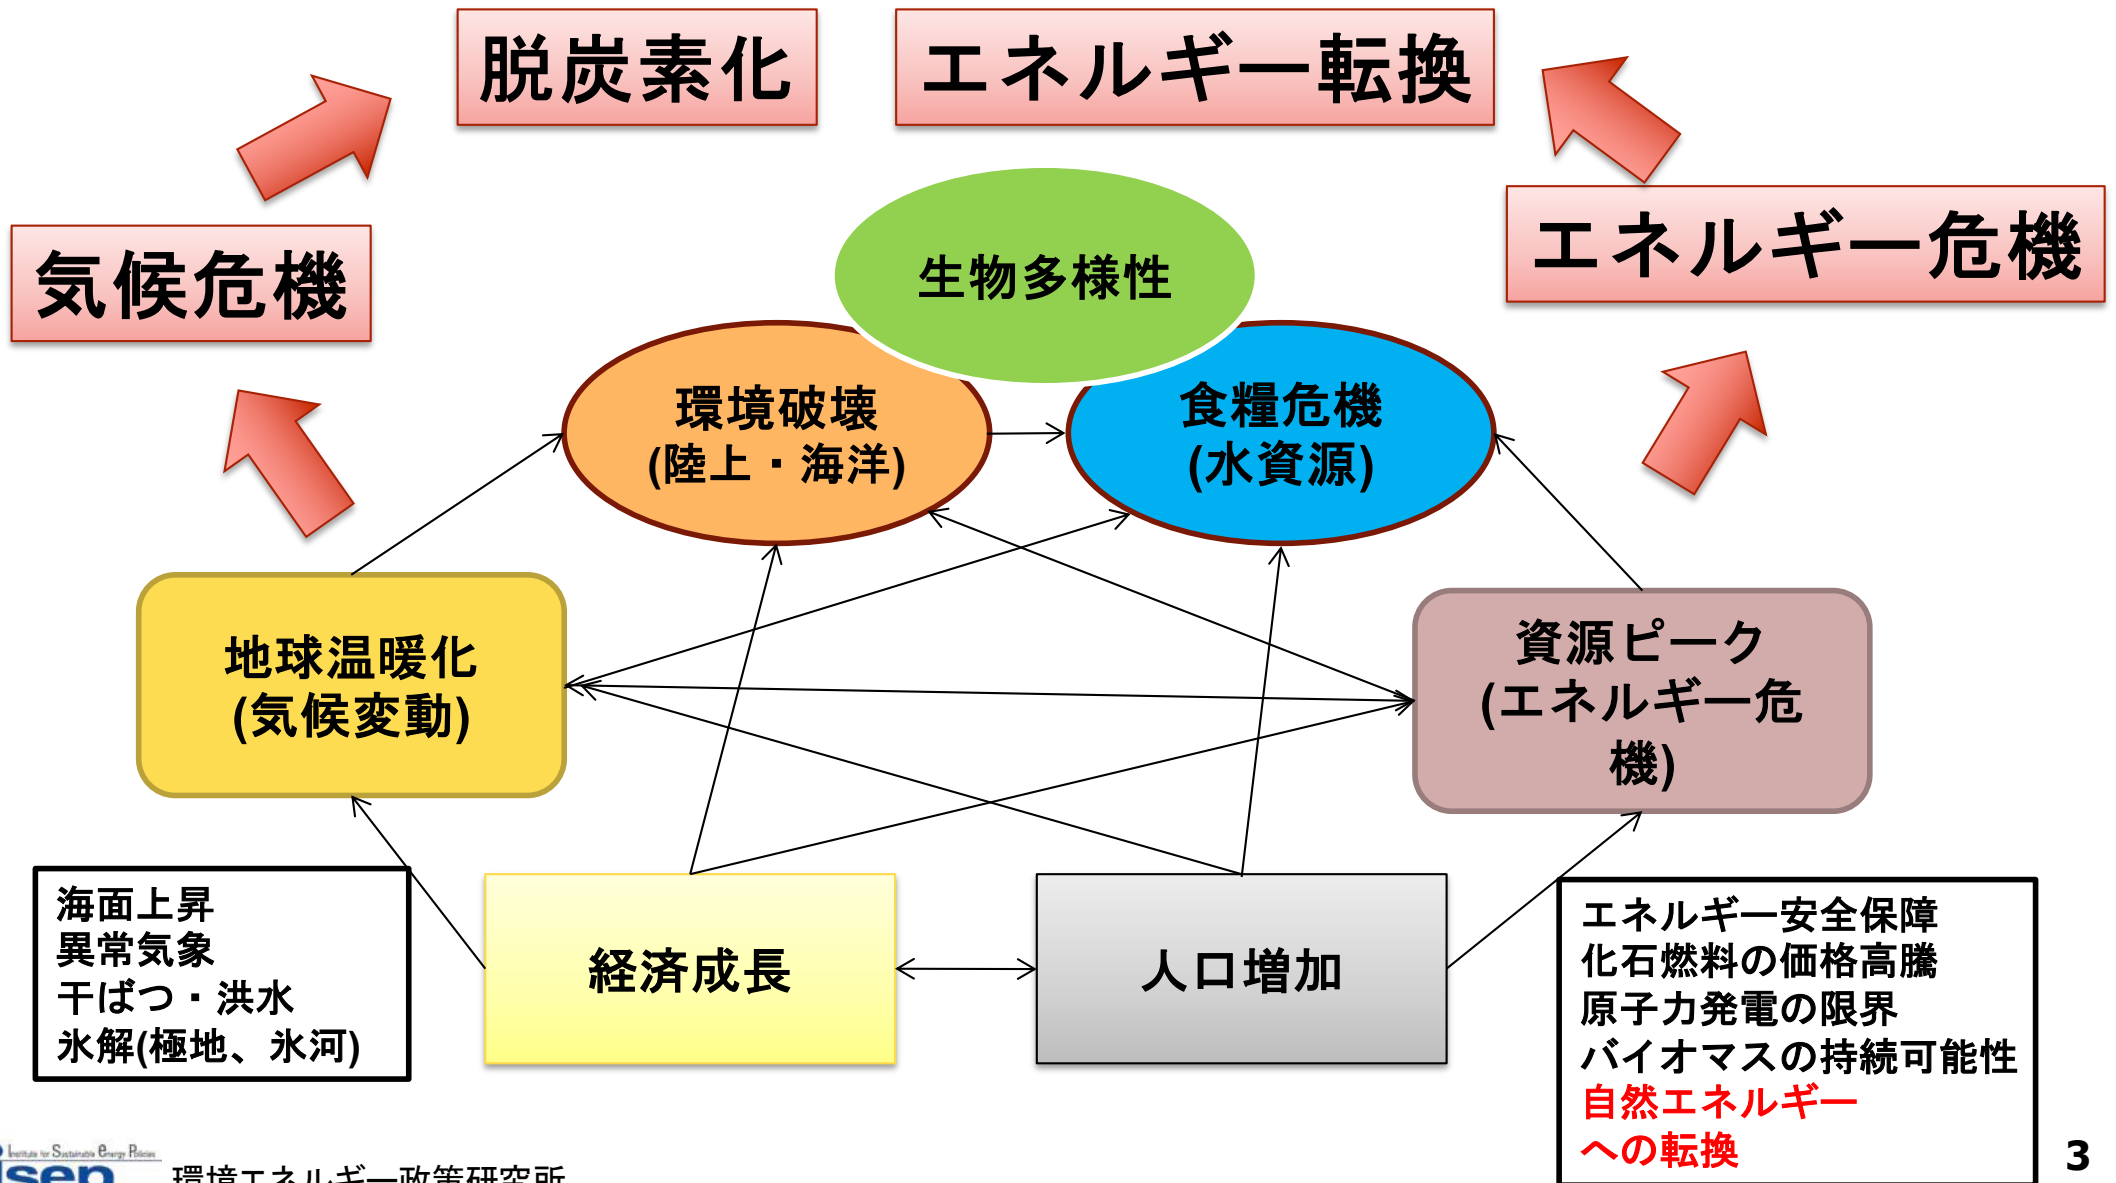 脱炭素化
エネルギー転換
気候危機
エネルギー危機
生物多様性
環境破壊
(陸上・海洋)
食糧危機
(水資源)
地球温暖化
(気候変動)
資源ピーク
(エネルギー危
機)
海面上昇
異常気象
干ばつ・洪水
氷解(極地、氷河)
経済成長
人口増加
エネルギー安全保障
化石燃料の価格高騰
原子力発電の限界
バイオマスの持続可能性
自然エネルギー
への転換
Institute for Sustainable Energy Policies
isep
環境エネルギー政策研究所
3